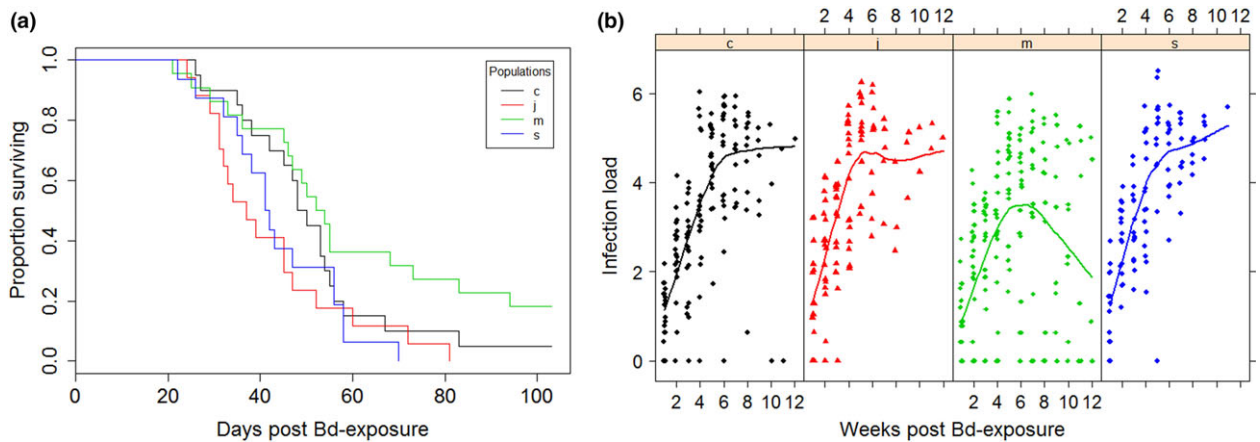 (a)
Proportion surviving
1.0
0.8
0.6
0.4
0.2
0.0
Populations
c
j
m
s
0 20 40 60 80 100
Days post Bd-exposure
(b)
2 4 6 8 10 12 2 4 6 8 10 12
c j m s
Infection load
6
4
2
0
2 4 6 8 10 12 2 4 6 8 10 12
Weeks post Bd-exposure